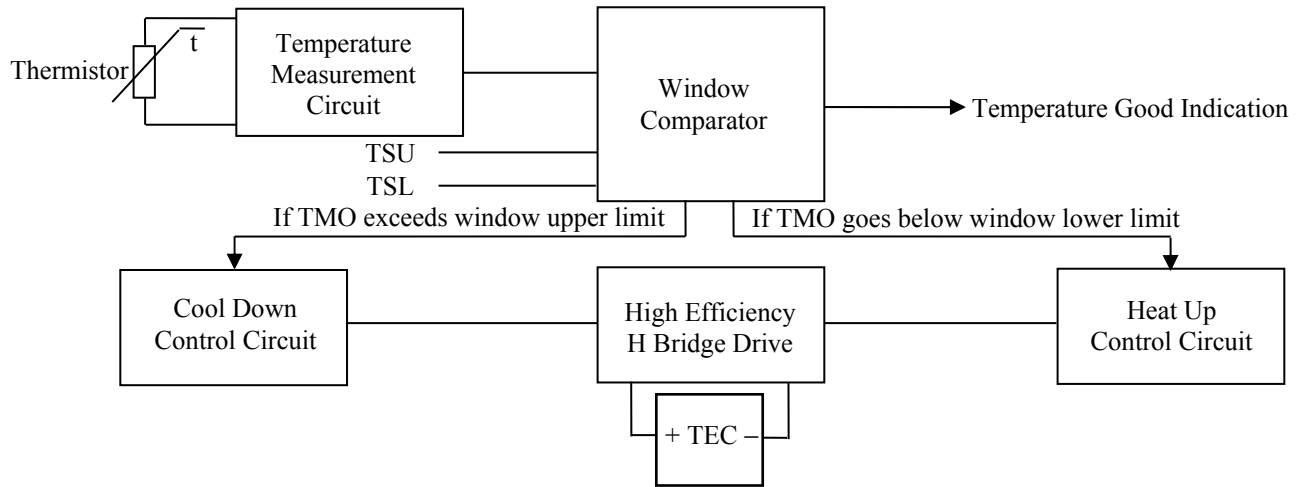 Thermistor
t
Temperature
Measurement
Circuit
Window
Comparator
Temperature Good Indication
TSU
TSL
If TMO exceeds window upper limit
If TMO goes below window lower limit
Cool Down
Control Circuit
High Efficiency
H Bridge Drive
Heat Up
Control Circuit
+ TEC –